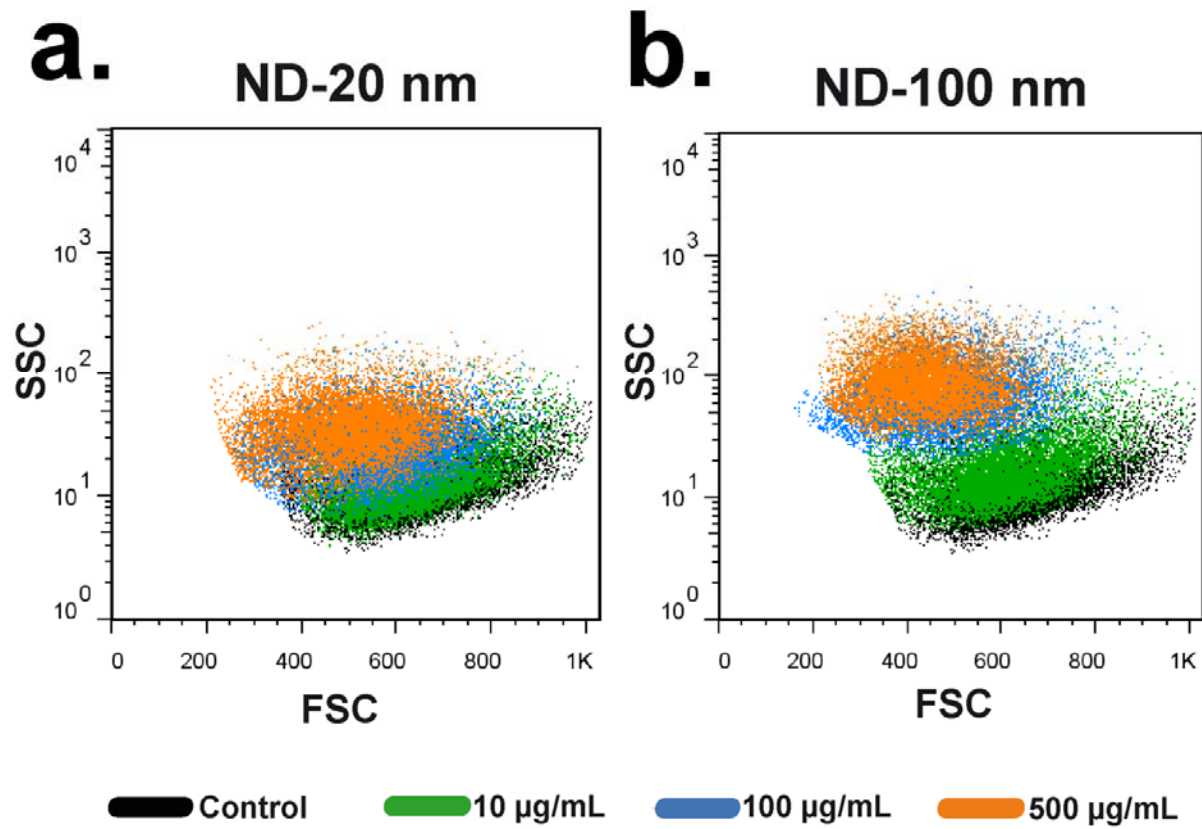 a.
ND-20 nm
10^4
10^3
10^2
10^1
10^0
SSC
0 200 400 600 800 1K
FSC
b.
ND-100 nm
10^4
10^3
10^2
10^1
10^0
SSC
0 200 400 600 800 1K
FSC
Control 10 µg/mL 100 µg/mL 500 µg/mL